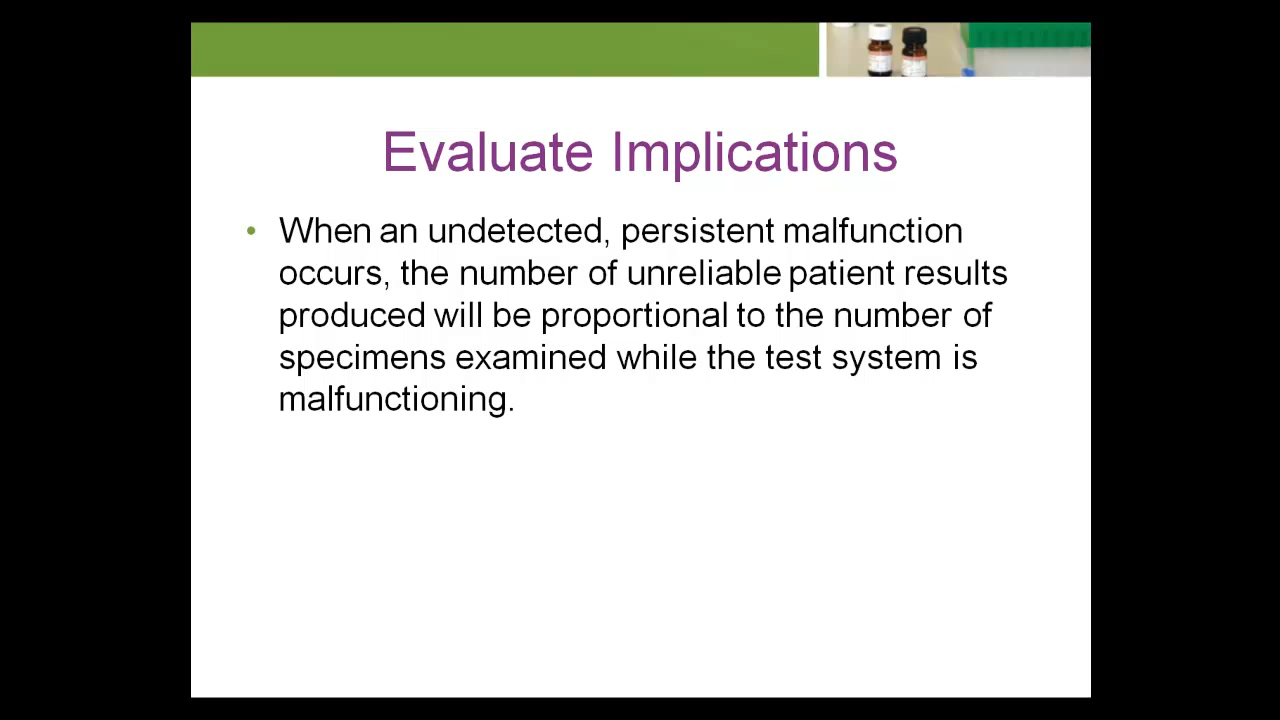 Evaluate Implications
• When an undetected, persistent malfunction
occurs, the number of unreliable patient results
produced will be proportional to the number of
specimens examined while the test system is
malfunctioning.